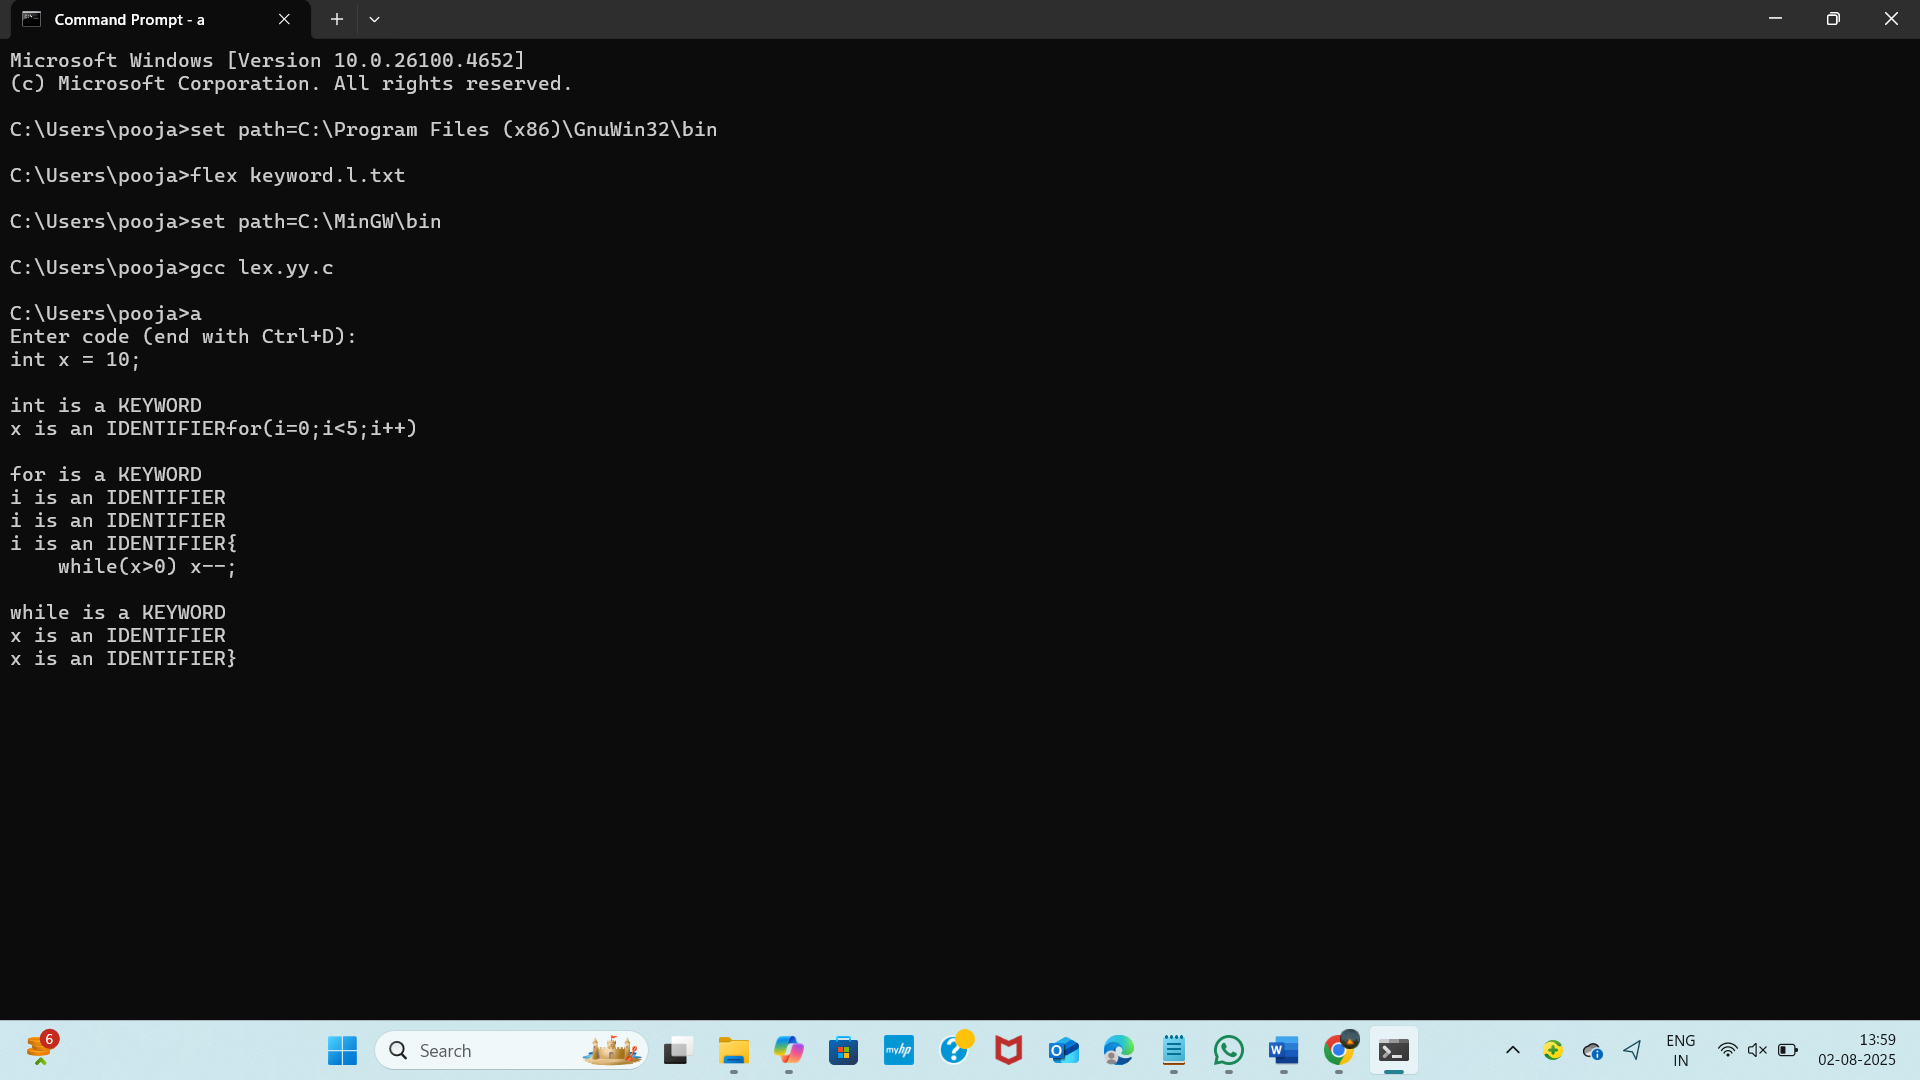 Command Prompt - a
Microsoft Windows [Version 10.0.26100.4652]
(c) Microsoft Corporation. All rights reserved.
C:\Users\pooja>set path=C:\Program Files (x86)\GnuWin32\bin
C:\Users\pooja>flex keyword.l.txt
C:\Users\pooja>set path=C:\MinGW\bin
C:\Users\pooja>gcc lex.yy.c
C:\Users\pooja>a
Enter code (end with Ctrl+D):
int x = 10;
int is a KEYWORD
x is an IDENTIFIERfor(i=0;i<5;i++)
for is a KEYWORD
i is an IDENTIFIER
i is an IDENTIFIER
i is an IDENTIFIER{
    while(x>0) x--;
while is a KEYWORD
x is an IDENTIFIER
x is an IDENTIFIER}
6
Search
myhp
ENG
IN
13:59
02-08-2025